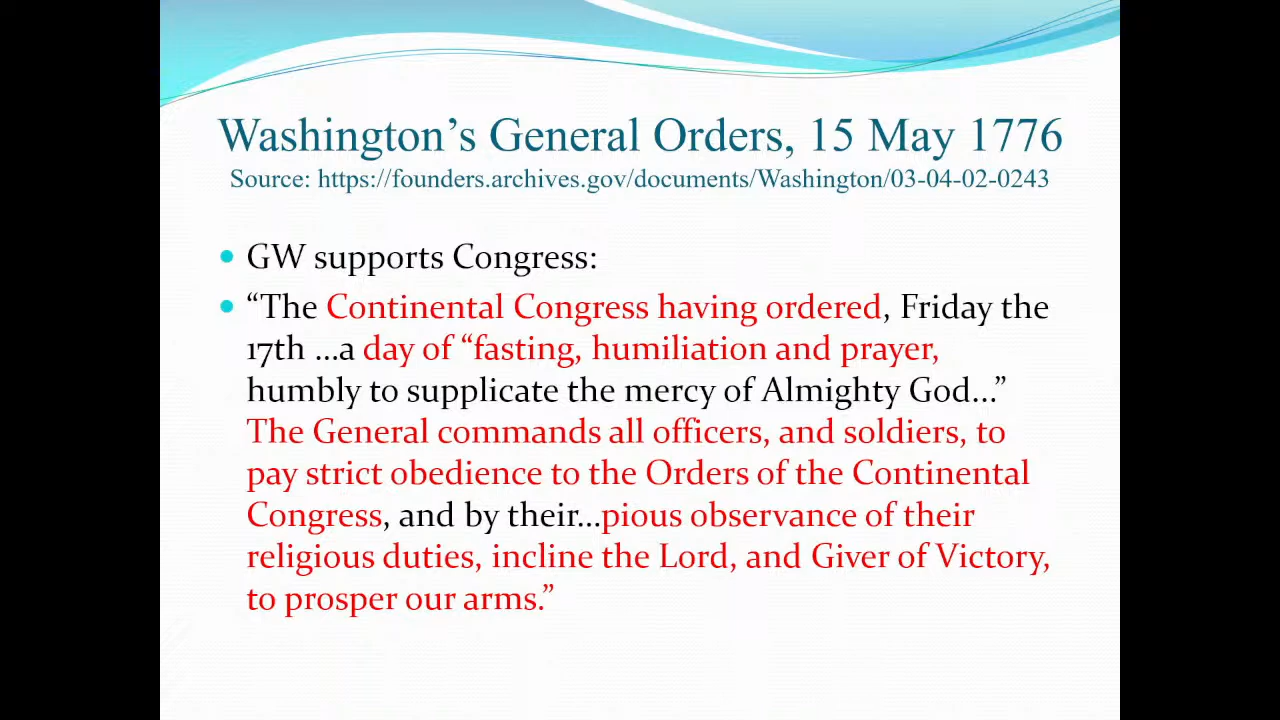 Washington’s General Orders, 15 May 1776
Source: https://founders.archives.gov/documents/Washington/03-04-02-0243
• GW supports Congress:
• “The Continental Congress having ordered, Friday the
17th ...a day of “fasting, humiliation and prayer,
humbly to supplicate the mercy of Almighty God...”
The General commands all officers, and soldiers, to
pay strict obedience to the Orders of the Continental
Congress, and by their...pious observance of their
religious duties, incline the Lord, and Giver of Victory,
to prosper our arms.”